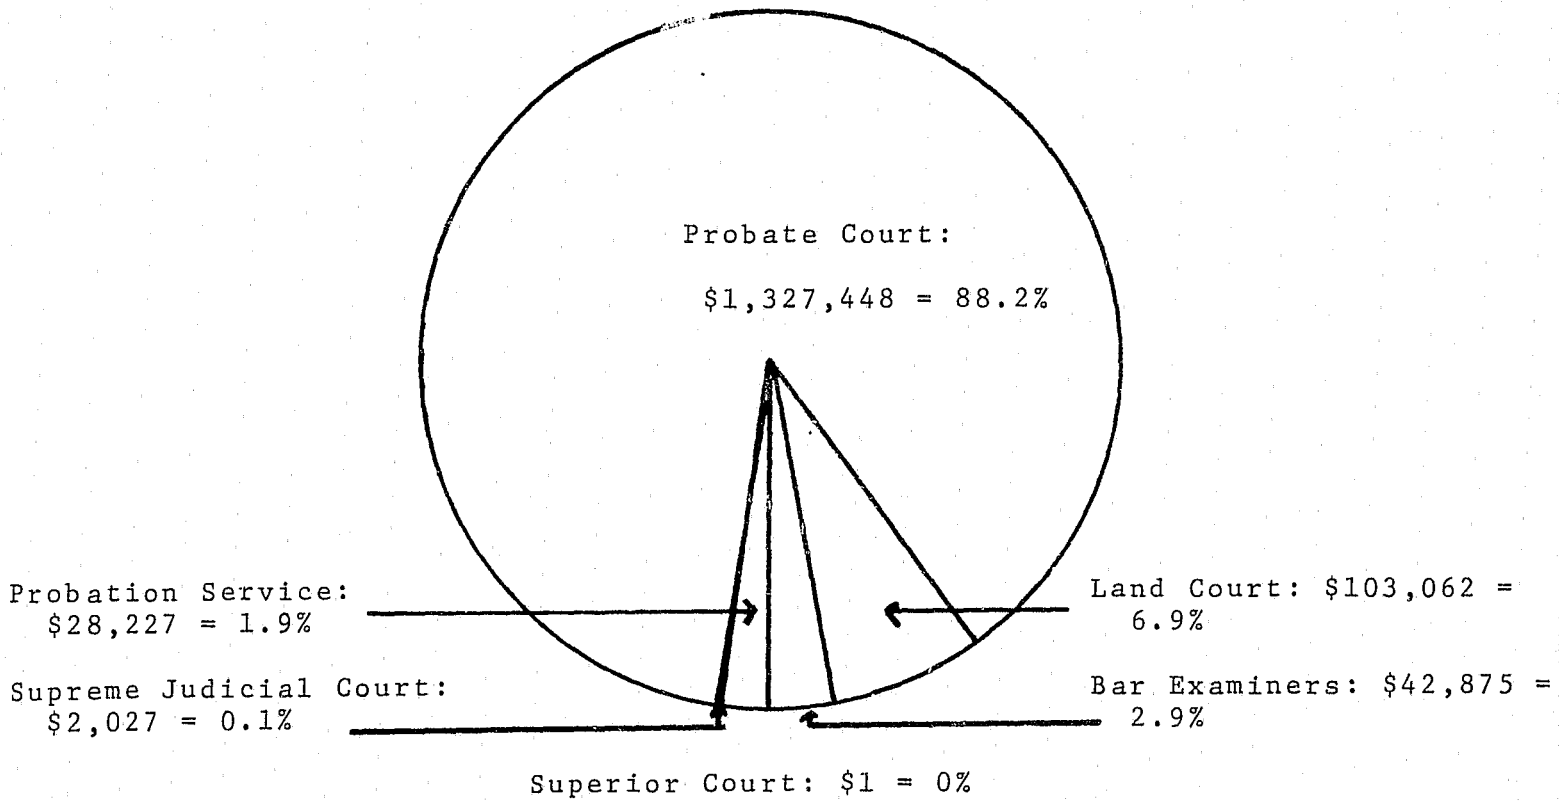 Probate Court:
$1,327,448 = 88.2%
Probation Service:
$28,227 = 1.9%
Land Court: $103,062 =
6.9%
Supreme Judicial Court:
$2,027 = 0.1%
Bar Examiners: $42,875 =
2.9%
Superior Court: $1 = 0%